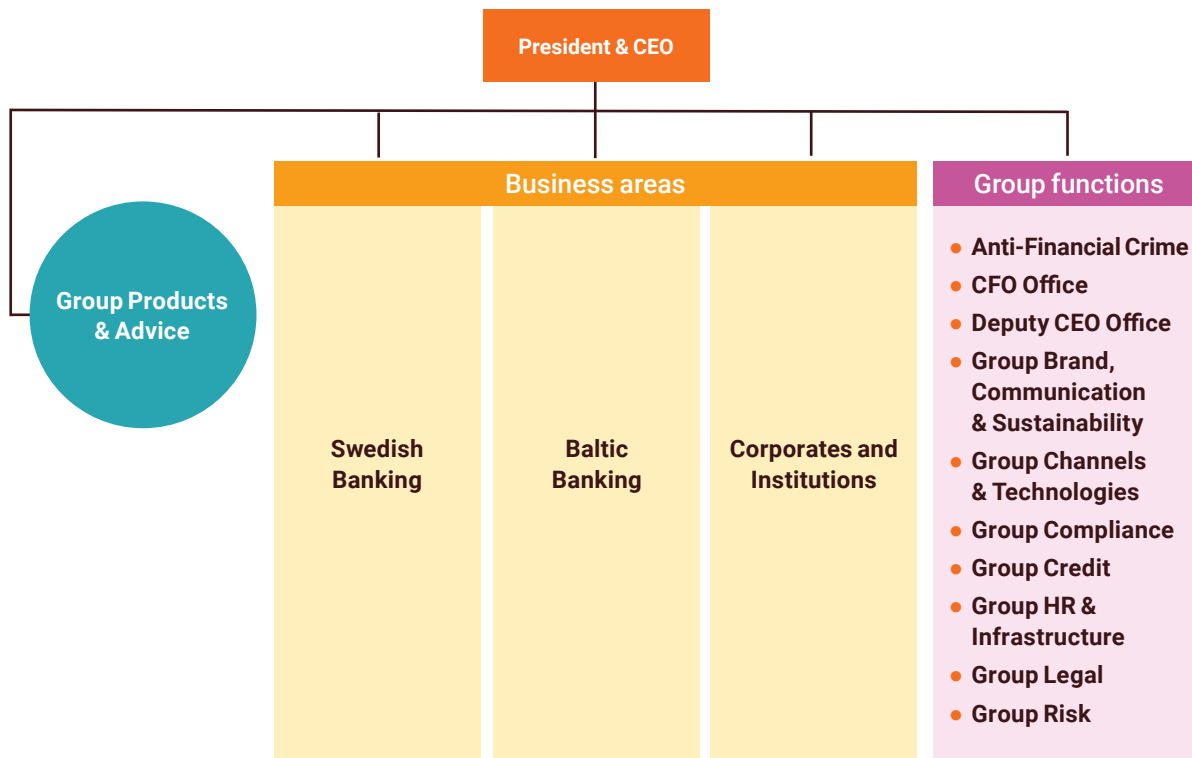 President & CEO
Business areas
Group functions
Group Products
& Advice
Swedish
Banking
Baltic
Banking
Corporates and
Institutions
Anti-Financial Crime
CFO Office
Deputy CEO Office
Group Brand,
Communication
& Sustainability
Group Channels
& Technologies
Group Compliance
Group Credit
Group HR &
Infrastructure
Group Legal
Group Risk